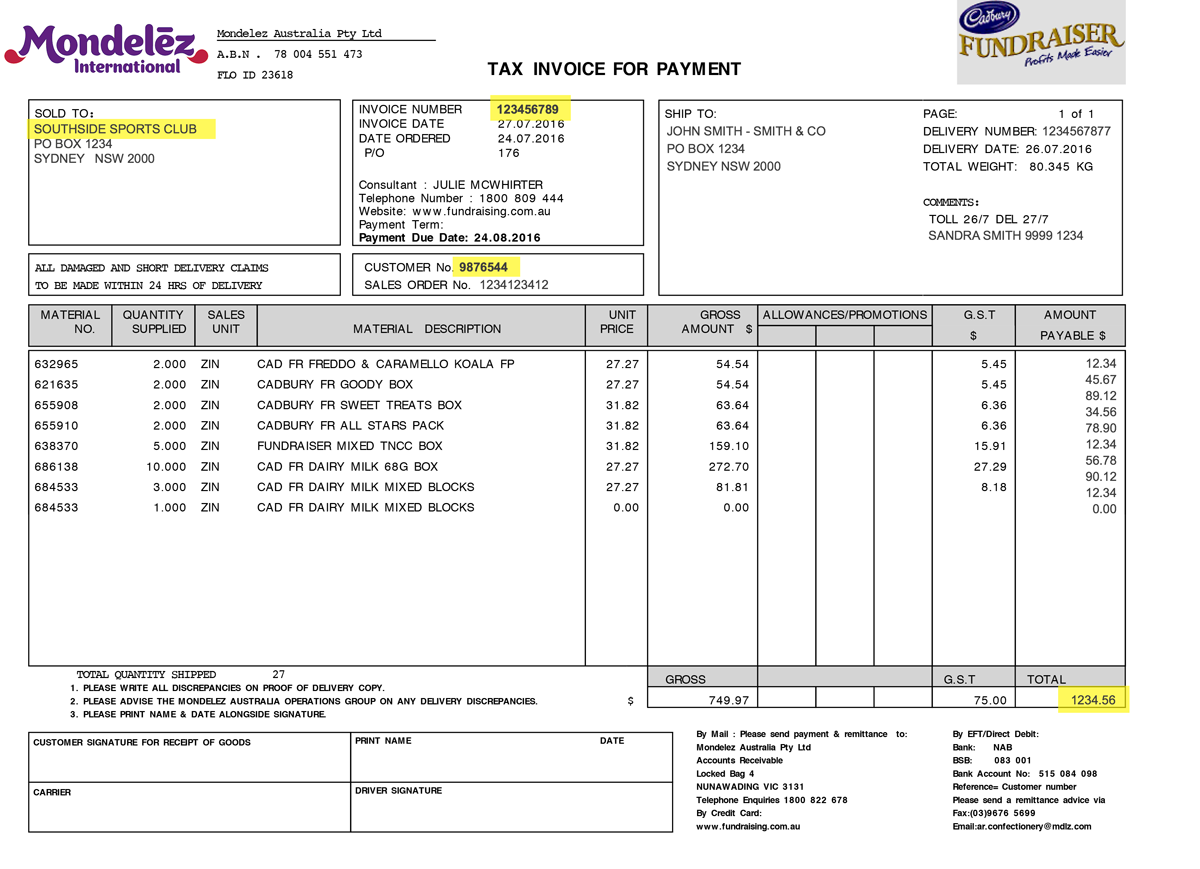 Mondelēz International
Mondelez Australia Pty Ltd
A.B.N . 78 004 551 473
FLO ID 23618
TAX INVOICE FOR PAYMENT
Cadbury
FUNDRAISER
Profits Made Easier
SOLD TO:
SOUTHSIDE SPORTS CLUB
PO BOX 1234
SYDNEY NSW 2000
INVOICE NUMBER 123456789
INVOICE DATE 27.07.2016
DATE ORDERED 24.07.2016
P/O 176
Consultant : JULIE MCWHIRTER
Telephone Number : 1800 809 444
Website: www.fundraising.com.au
Payment Term:
Payment Due Date: 24.08.2016
SHIP TO:
JOHN SMITH - SMITH & CO
PO BOX 1234
SYDNEY NSW 2000
PAGE: 1 of 1
DELIVERY NUMBER: 1234567877
DELIVERY DATE: 26.07.2016
TOTAL WEIGHT: 80.345 KG
COMMENTS:
TOLL 26/7 DEL 27/7
SANDRA SMITH 9999 1234
ALL DAMAGED AND SHORT DELIVERY CLAIMS
TO BE MADE WITHIN 24 HRS OF DELIVERY
CUSTOMER No. 9876544
SALES ORDER No. 1234123412
MATERIAL NO. QUANTITY SUPPLIED SALES UNIT MATERIAL DESCRIPTION UNIT PRICE GROSS AMOUNT $ ALLOWANCES/PROMOTIONS G.S.T $ AMOUNT PAYABLE $
632965 2.000 ZIN CAD FR FREDDO & CARAMELLO KOALA FP 27.27 54.54 5.45 12.34
621635 2.000 ZIN CADBURY FR GOODY BOX 27.27 54.54 5.45 45.67
655908 2.000 ZIN CADBURY FR SWEET TREATS BOX 31.82 63.64 6.36 89.12
34.56
655910 2.000 ZIN CADBURY FR ALL STARS PACK 31.82 63.64 6.36 78.90
638370 5.000 ZIN FUNDRAISER MIXED TNCC BOX 31.82 159.10 15.91 12.34
686138 10.000 ZIN CAD FR DAIRY MILK 68G BOX 27.27 272.70 27.29 56.78
90.12
684533 3.000 ZIN CAD FR DAIRY MILK MIXED BLOCKS 27.27 81.81 8.18 12.34
684533 1.000 ZIN CAD FR DAIRY MILK MIXED BLOCKS 0.00 0.00 0.00
TOTAL QUANTITY SHIPPED 27
1. PLEASE WRITE ALL DISCREPANCIES ON PROOF OF DELIVERY COPY.
2. PLEASE ADVISE THE MONDELEZ AUSTRALIA OPERATIONS GROUP ON ANY DELIVERY DISCREPANCIES.
3. PLEASE PRINT NAME & DATE ALONGSIDE SIGNATURE.
GROSS G.S.T TOTAL
$ 749.97 75.00 1234.56
CUSTOMER SIGNATURE FOR RECEIPT OF GOODS
PRINT NAME DATE
CARRIER
DRIVER SIGNATURE
By Mail : Please send payment & remittance to:
Mondelez Australia Pty Ltd
Accounts Receivable
Locked Bag 4
NUNAWADING VIC 3131
Telephone Enquiries 1800 822 678
By Credit Card:
www.fundraising.com.au
By EFT/Direct Debit:
Bank: NAB
BSB: 083 001
Bank Account No: 515 084 098
Reference= Customer number
Please send a remittance advice via
Fax:(03)9676 5699
Email:ar.confectionery@mdlz.com